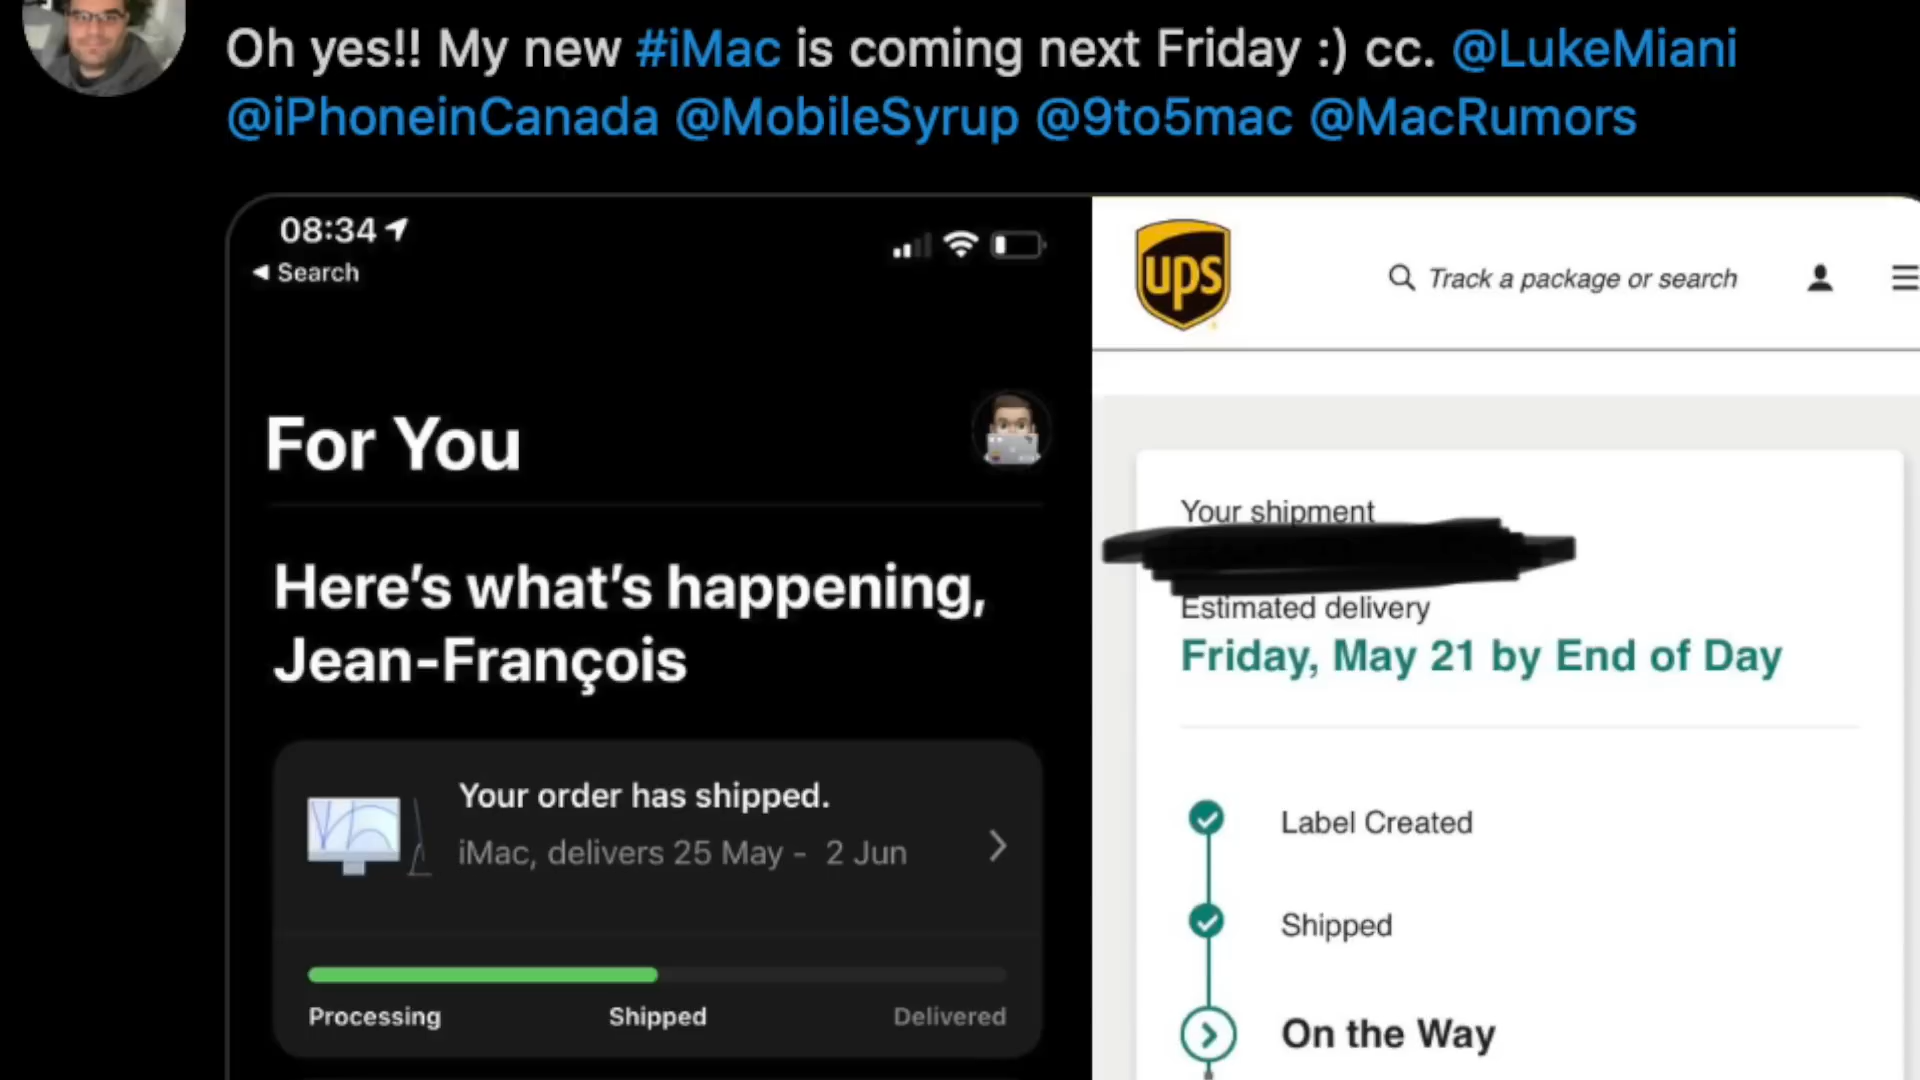 Oh yes!! My new #iMac is coming next Friday :) cc. @LukeMiani
@iPhoneinCanada @MobileSyrup @9to5mac @MacRumors
08:34
Search
For You
Here's what's happening,
Jean-François
Your order has shipped.
iMac, delivers 25 May - 2 Jun
Processing Shipped Delivered
ups
Track a package or search
Your shipment
Estimated delivery
Friday, May 21 by End of Day
Label Created
Shipped
On the Way